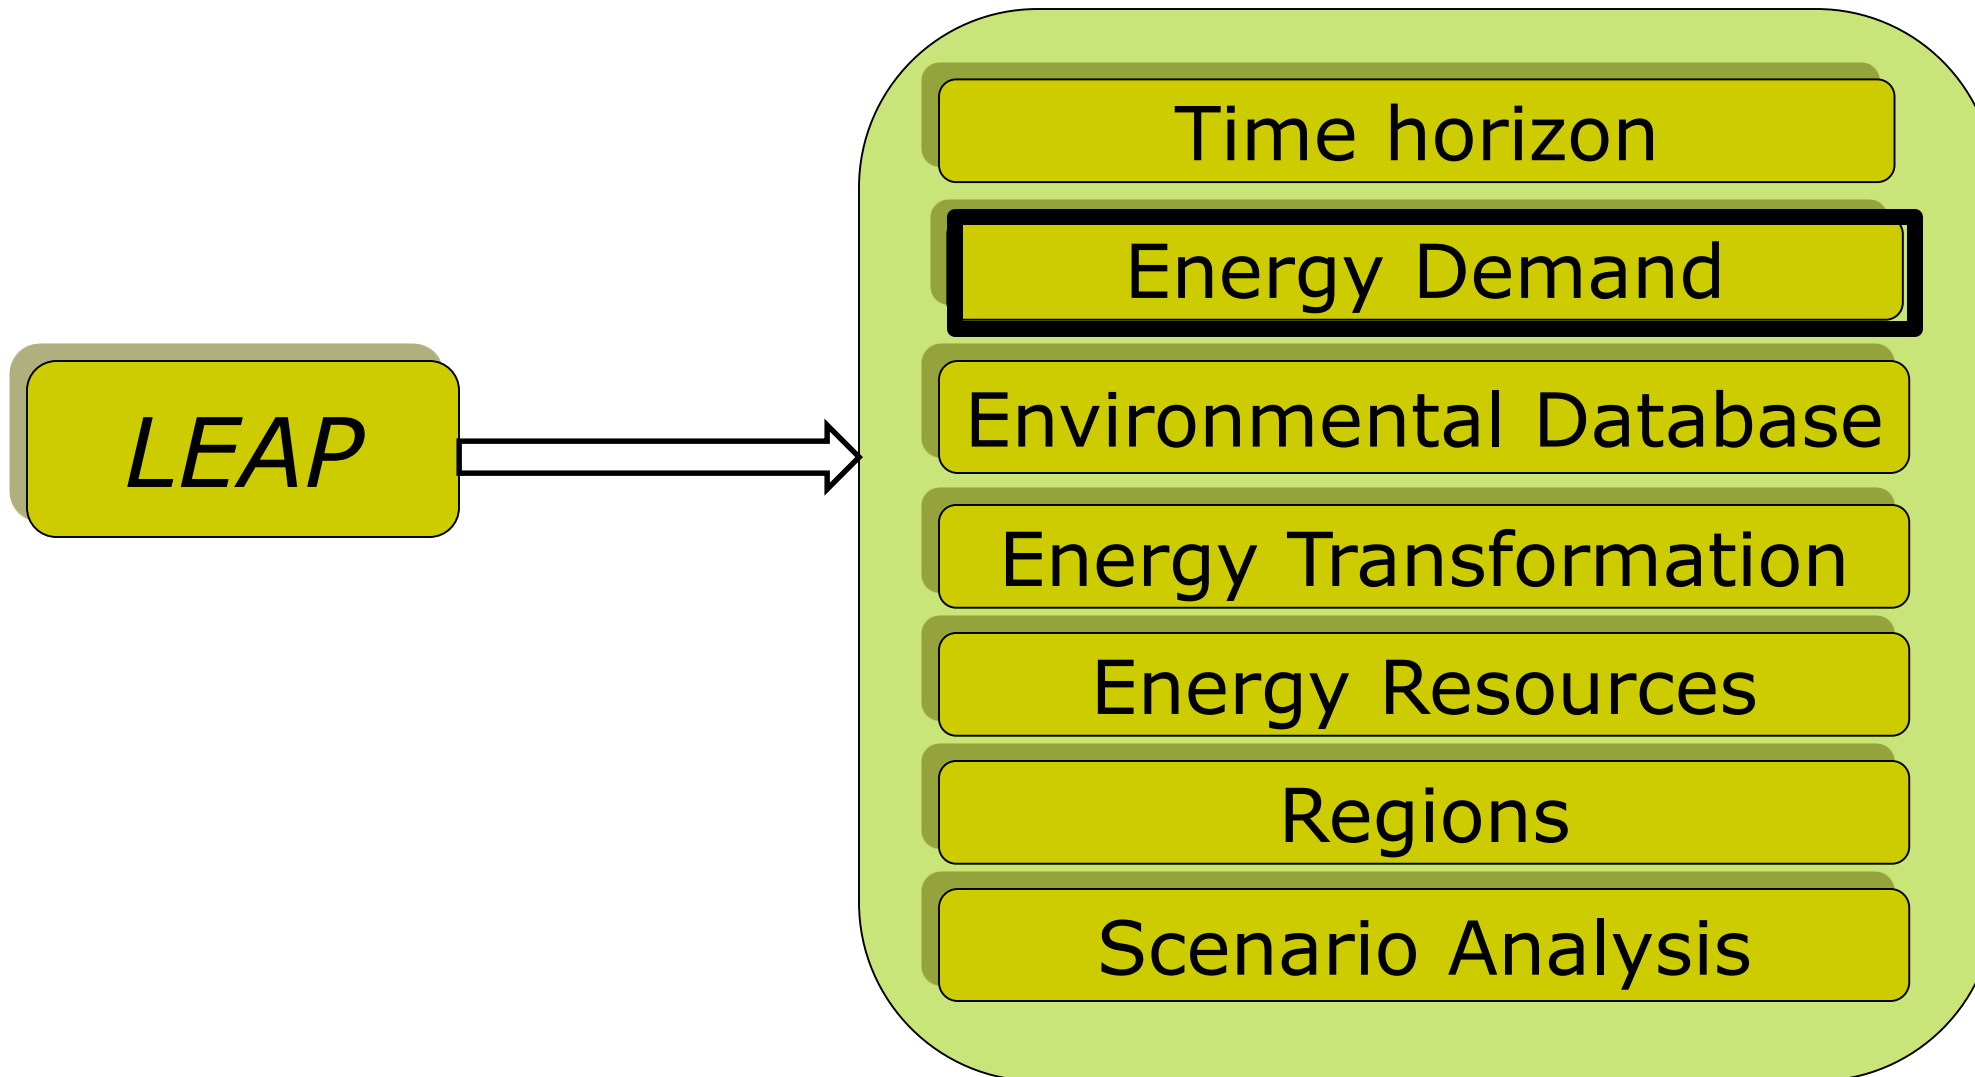 LEAP
Time horizon
Energy Demand
Environmental Database
Energy Transformation
Energy Resources
Regions
Scenario Analysis